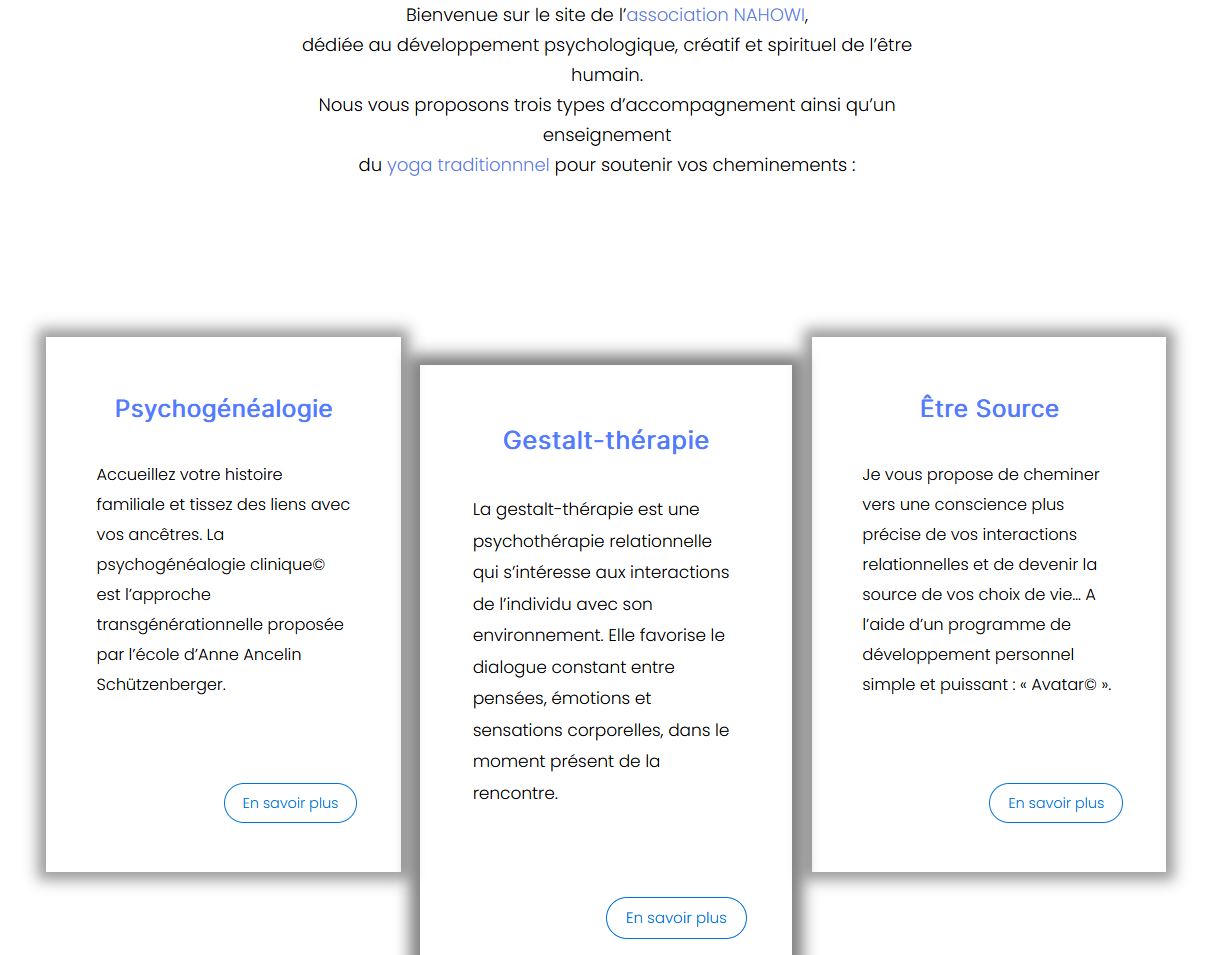 Bienvenue sur le site de l’association NAHOWI,
dédiée au développement psychologique, créatif et spirituel de l’être
humain.
Nous vous proposons trois types d’accompagnement ainsi qu’un
enseignement
du yoga traditionnnel pour soutenir vos cheminements :
Psychogénéalogie
Accueillez votre histoire
familiale et tissez des liens avec
vos ancêtres. La
psychogénéalogie clinique©
est l’approche
transgénérationnelle proposée
par l’école d’Anne Ancelin
Schützenberger.
En savoir plus
Gestalt-thérapie
La gestalt-thérapie est une
psychothérapie relationnelle
qui s’intéresse aux interactions
de l’individu avec son
environnement. Elle favorise le
dialogue constant entre
pensées, émotions et
sensations corporelles, dans le
moment présent de la
rencontre.
En savoir plus
Être Source
Je vous propose de cheminer
vers une conscience plus
précise de vos interactions
relationnelles et de devenir la
source de vos choix de vie… A
l’aide d’un programme de
développement personnel
simple et puissant : « Avatar© ».
En savoir plus